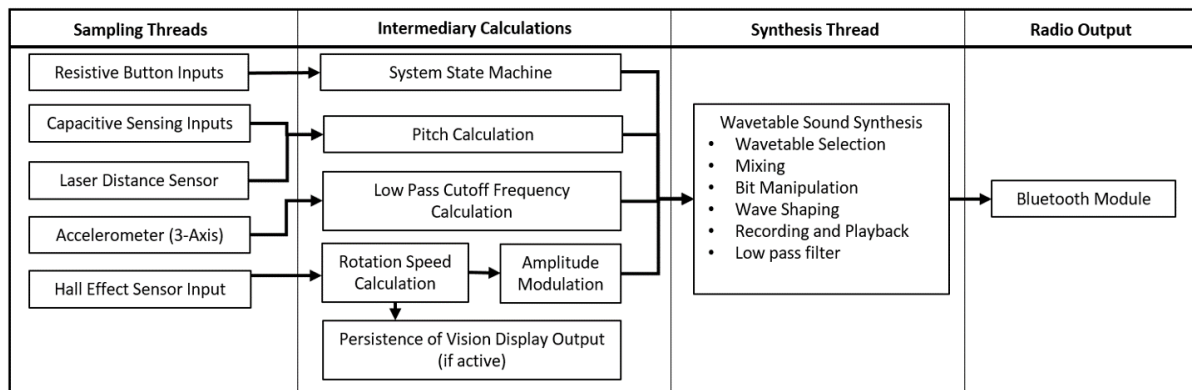 Sampling Threads
Intermediary Calculations
Synthesis Thread
Radio Output
Resistive Button Inputs
System State Machine
Capacitive Sensing Inputs
Pitch Calculation
Laser Distance Sensor
Low Pass Cutoff Frequency
Calculation
Accelerometer (3-Axis)
Hall Effect Sensor Input
Rotation Speed
Calculation
Amplitude
Modulation
Persistence of Vision Display Output
(if active)
Wavetable Sound Synthesis
• Wavetable Selection
• Mixing
• Bit Manipulation
• Wave Shaping
• Recording and Playback
• Low pass filter
Bluetooth Module